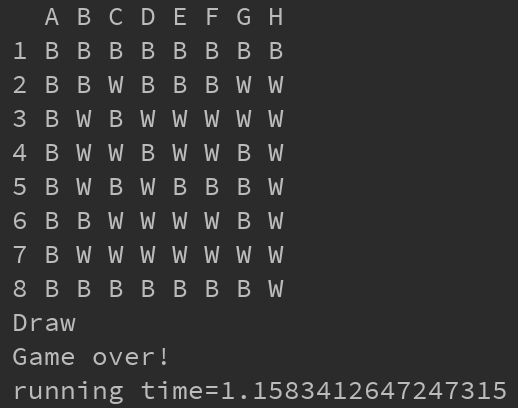 A B C D E F G H
1 B B B B B B B B
2 B B W B B B W W
3 B W B W W W W W
4 B W W B W W B W
5 B W B W B B B W
6 B B W W W W B W
7 B W W W W W W W
8 B B B B B B B W
Draw
Game over!
running time=1.1583412647247315